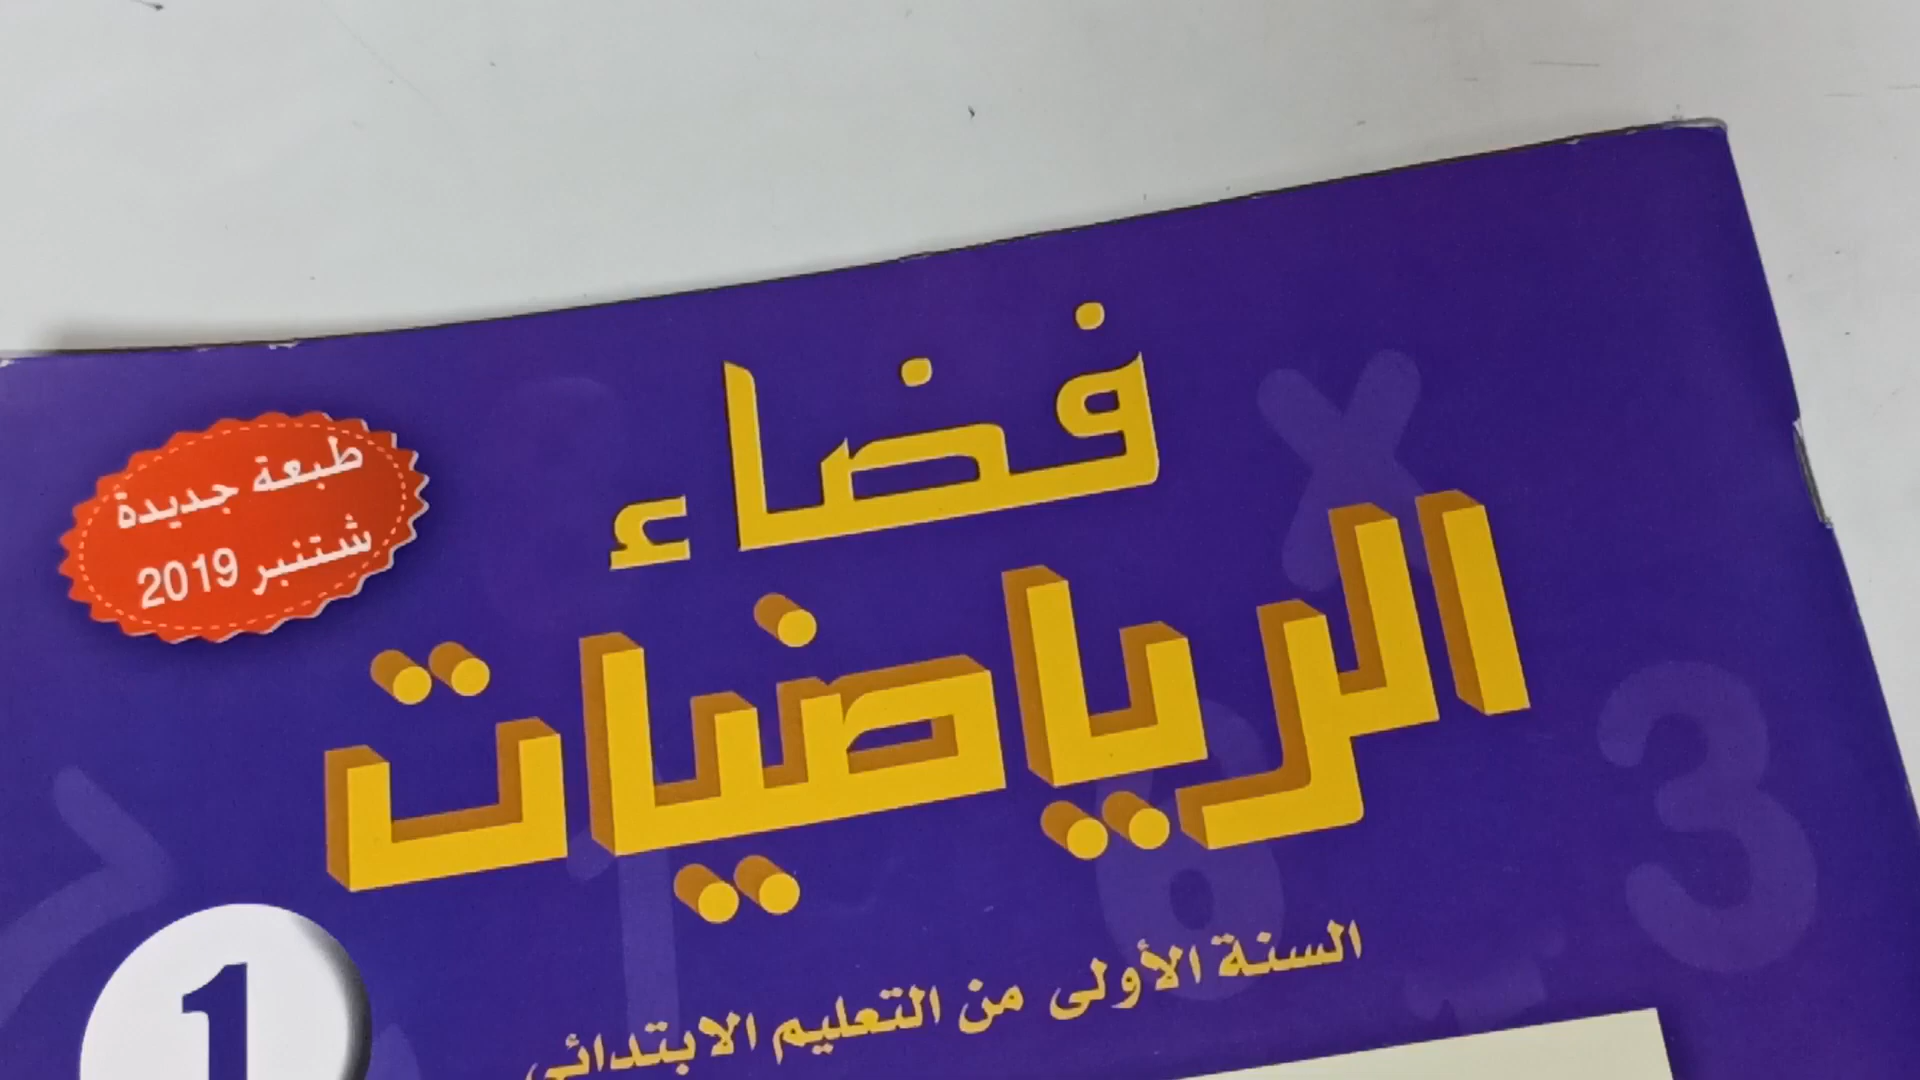 فضاء
الرياضيات
طبعة جديدة
شتنبر 2019
السنة الأولى من التعليم الابتدائي
1